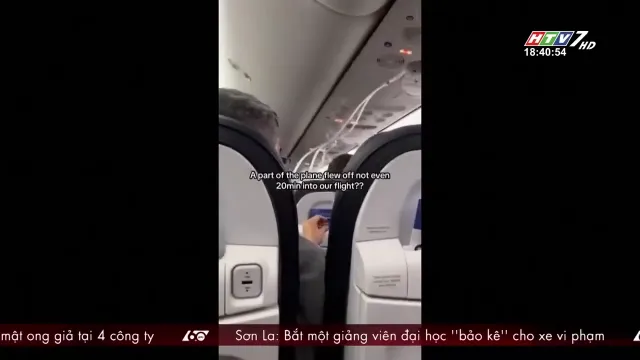 HTV7 HD
18:40:54
A part of the plane flew off not even
20min into our flight??
mật ong giả tại 4 công ty
60
Sơn La: Bắt một giảng viên đại học "bảo kê" cho xe vi phạm